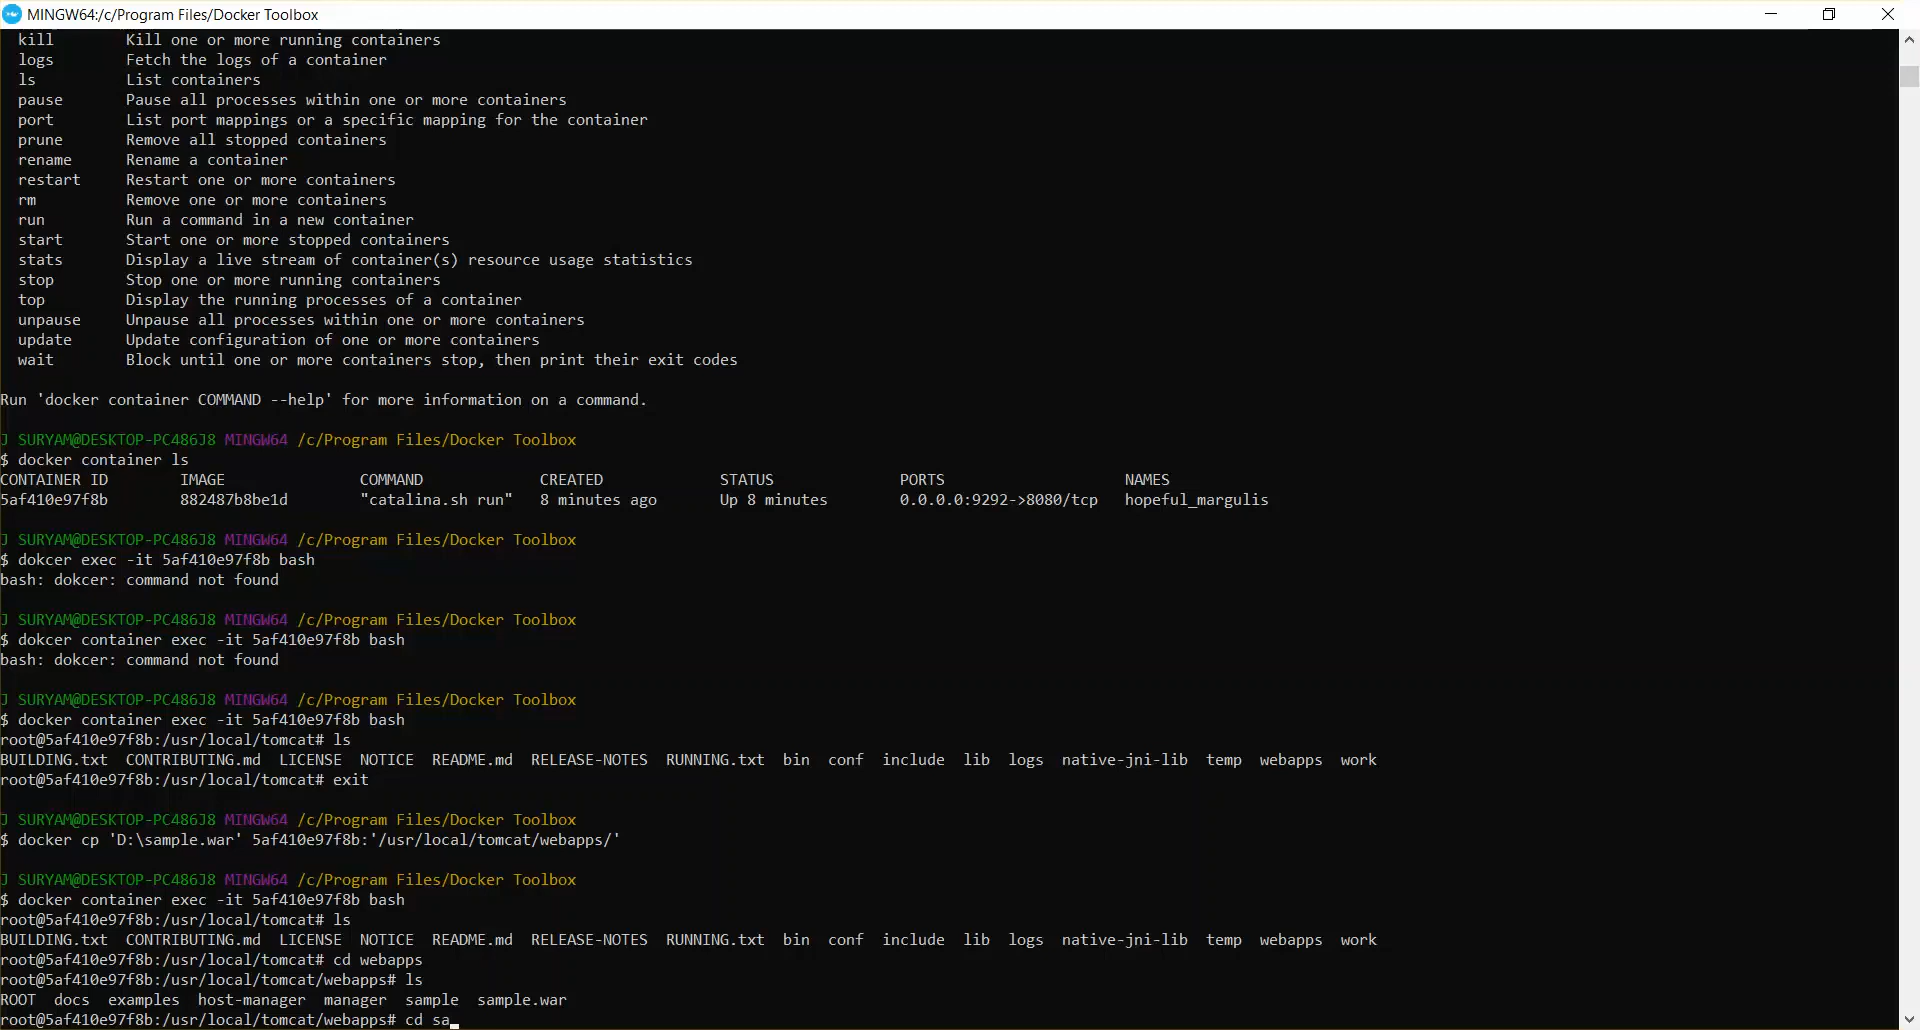 MINGW64:/c/Program Files/Docker Toolbox
kill        Kill one or more running containers
logs        Fetch the logs of a container
ls          List containers
pause       Pause all processes within one or more containers
port        List port mappings or a specific mapping for the container
prune       Remove all stopped containers
rename      Rename a container
restart     Restart one or more containers
rm          Remove one or more containers
run         Run a command in a new container
start       Start one or more stopped containers
stats       Display a live stream of container(s) resource usage statistics
stop        Stop one or more running containers
top         Display the running processes of a container
unpause     Unpause all processes within one or more containers
update      Update configuration of one or more containers
wait        Block until one or more containers stop, then print their exit codes
Run 'docker container COMMAND --help' for more information on a command.
J SURYAM@DESKTOP-PC486J8 MINGW64 /c/Program Files/Docker Toolbox
$ docker container ls
CONTAINER ID        IMAGE               COMMAND             CREATED             STATUS              PORTS                    NAMES
5af410e97f8b        882487b8be1d        "catalina.sh run"   8 minutes ago       Up 8 minutes        0.0.0.0:9292->8080/tcp   hopeful_margulis
J SURYAM@DESKTOP-PC486J8 MINGW64 /c/Program Files/Docker Toolbox
$ dokcer exec -it 5af410e97f8b bash
bash: dokcer: command not found
J SURYAM@DESKTOP-PC486J8 MINGW64 /c/Program Files/Docker Toolbox
$ dokcer container exec -it 5af410e97f8b bash
bash: dokcer: command not found
J SURYAM@DESKTOP-PC486J8 MINGW64 /c/Program Files/Docker Toolbox
$ docker container exec -it 5af410e97f8b bash
root@5af410e97f8b:/usr/local/tomcat# ls
BUILDING.txt  CONTRIBUTING.md  LICENSE  NOTICE  README.md  RELEASE-NOTES  RUNNING.txt  bin  conf  include  lib  logs  native-jni-lib  temp  webapps  work
root@5af410e97f8b:/usr/local/tomcat# exit
J SURYAM@DESKTOP-PC486J8 MINGW64 /c/Program Files/Docker Toolbox
$ docker cp 'D:\sample.war' 5af410e97f8b:'/usr/local/tomcat/webapps/'
J SURYAM@DESKTOP-PC486J8 MINGW64 /c/Program Files/Docker Toolbox
$ docker container exec -it 5af410e97f8b bash
root@5af410e97f8b:/usr/local/tomcat# ls
BUILDING.txt  CONTRIBUTING.md  LICENSE  NOTICE  README.md  RELEASE-NOTES  RUNNING.txt  bin  conf  include  lib  logs  native-jni-lib  temp  webapps  work
root@5af410e97f8b:/usr/local/tomcat# cd webapps
root@5af410e97f8b:/usr/local/tomcat/webapps# ls
ROOT  docs  examples  host-manager  manager  sample  sample.war
root@5af410e97f8b:/usr/local/tomcat/webapps# cd sa